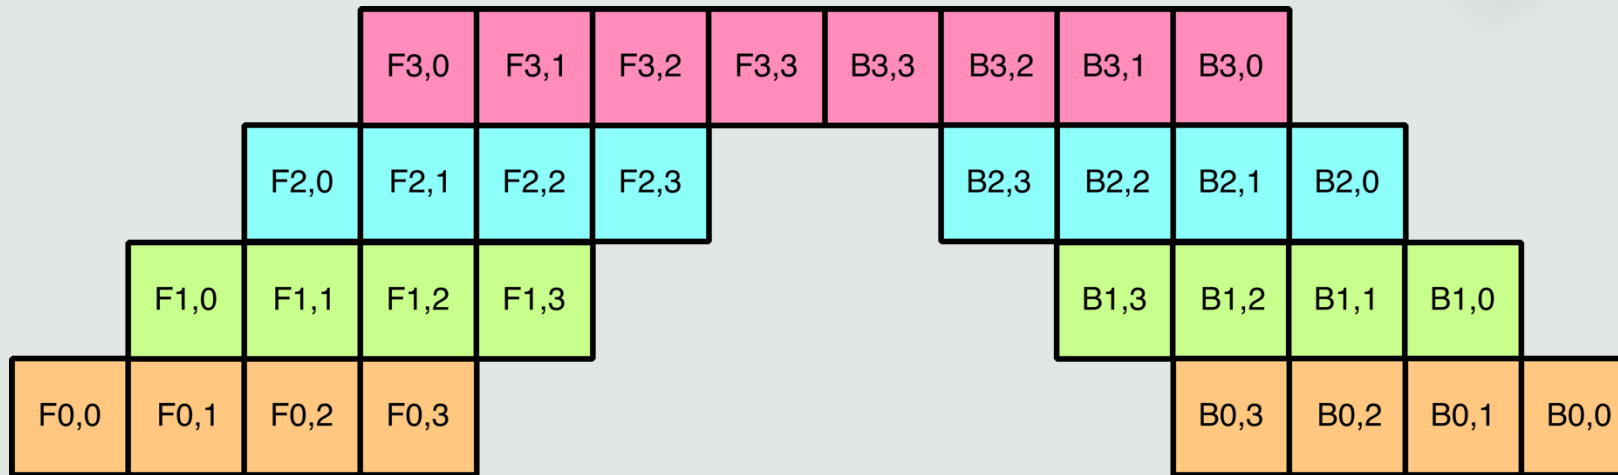 F3,0 F3,1 F3,2 F3,3 B3,3 B3,2 B3,1 B3,0
F2,0 F2,1 F2,2 F2,3 B2,3 B2,2 B2,1 B2,0
F1,0 F1,1 F1,2 F1,3 B1,3 B1,2 B1,1 B1,0
F0,0 F0,1 F0,2 F0,3 B0,3 B0,2 B0,1 B0,0